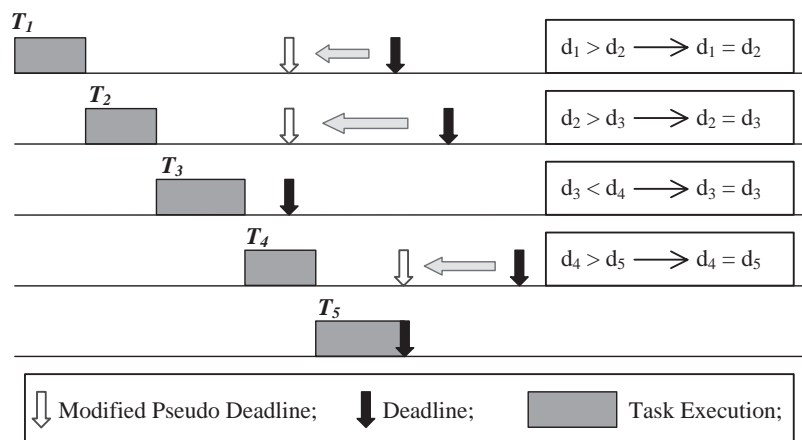 T₁
d₁ > d₂ ⟶ d₁ = d₂
T₂
d₂ > d₃ ⟶ d₂ = d₃
T₃
d₃ < d₄ ⟶ d₃ = d₃
T₄
d₄ > d₅ ⟶ d₄ = d₅
T₅
Modified Pseudo Deadline; Deadline; Task Execution;